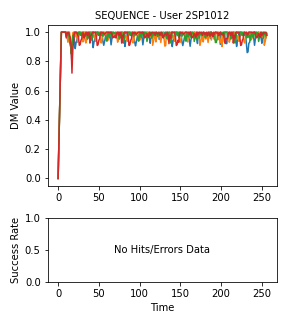 SEQUENCE - User 2SP1012
DM Value
1.0
0.8
0.6
0.4
0.2
0.0
0 50 100 150 200 250
Success Rate
1.0
0.5
0.0
No Hits/Errors Data
0 50 100 150 200 250
Time